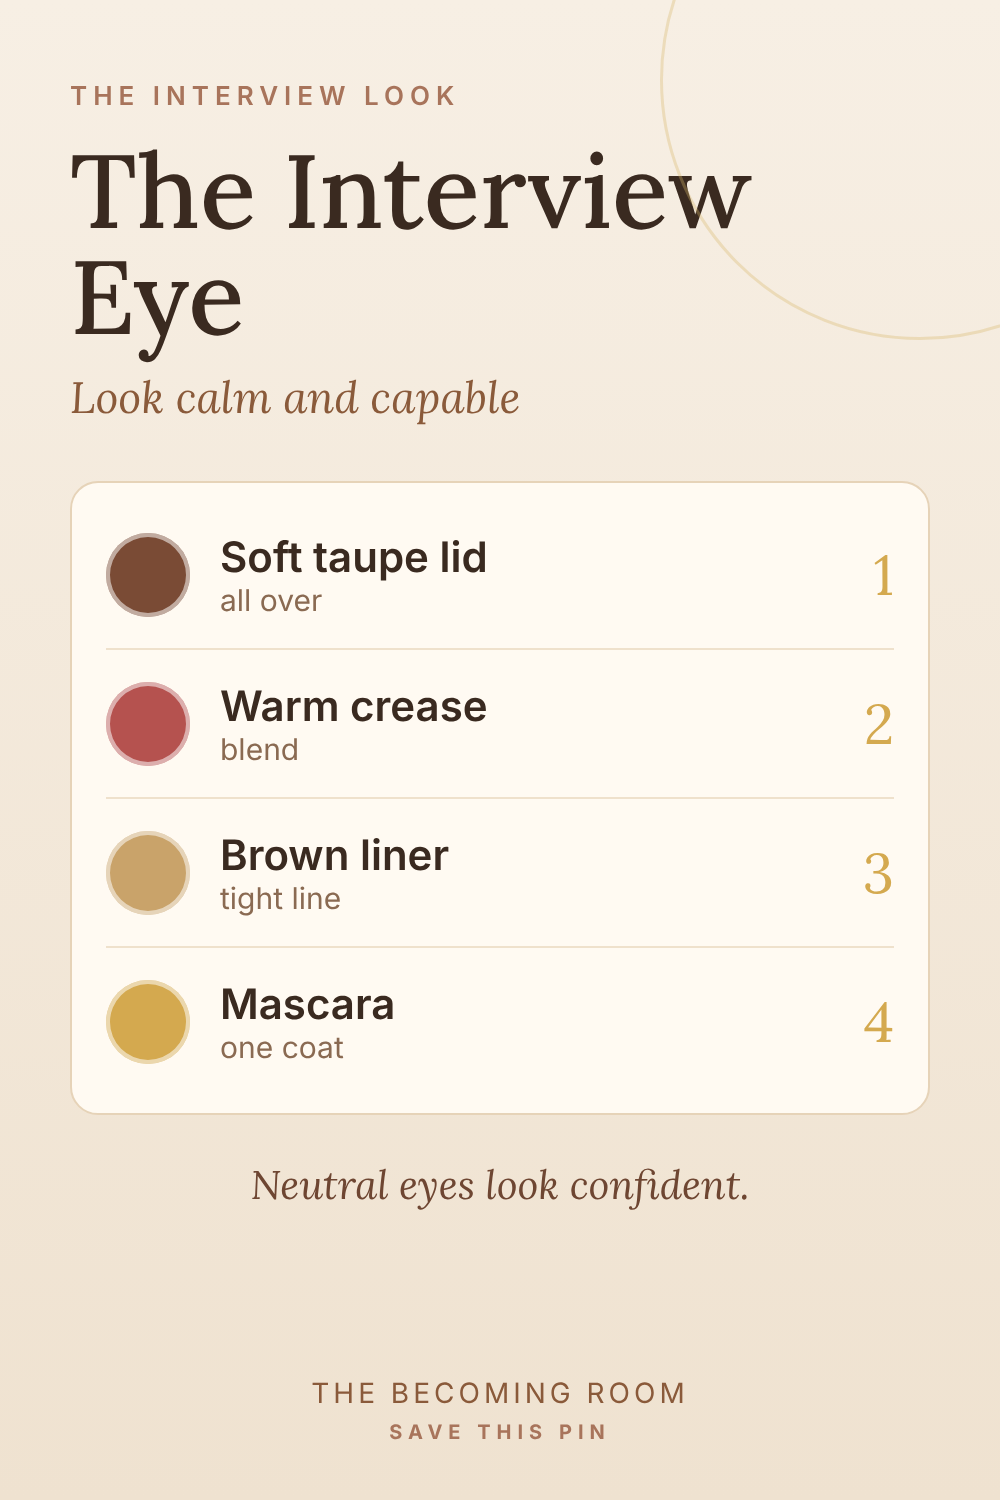 THE INTERVIEW LOOK
The Interview
Eye
Look calm and capable
Soft taupe lid
all over
1
Warm crease
blend
2
Brown liner
tight line
3
Mascara
one coat
4
Neutral eyes look confident.
THE BECOMING ROOM
SAVE THIS PIN